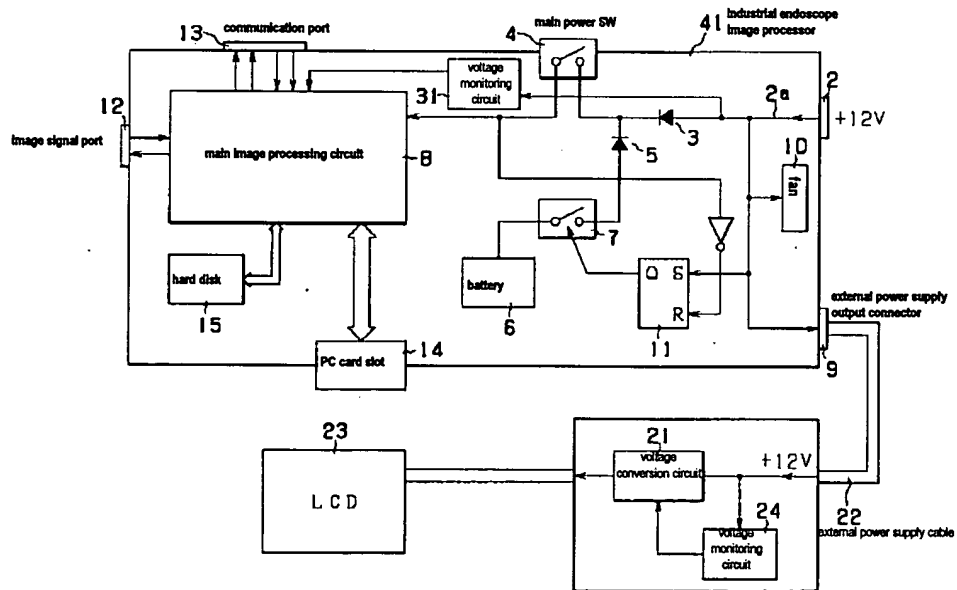 13
communication port
main power SW
4
41
Industrial endoscope
Image processor
12
image signal port
voltage
monitoring
circuit
31
2a
2
+12V
main image processing circuit
8
5
3
10
fan
7
hard disk
15
battery
6
Q S
R
11
external power supply
output connector
9
PC card slot
14
23
LCD
21
voltage
conversion circuit
+12V
22
24
voltage
monitoring
circuit
external power supply cable